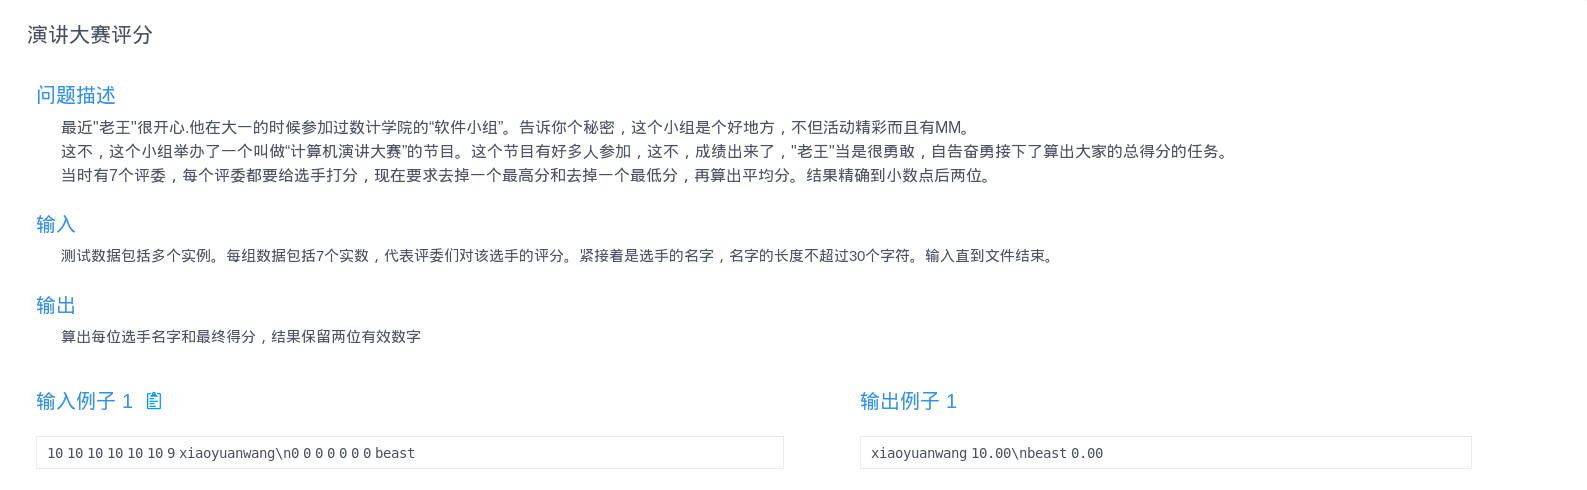 演讲大赛评分
问题描述
最近"老王"很开心.他在大一的时候参加过数计学院的“软件小组”。告诉你个秘密，这个小组是个好地方，不但活动精彩而且有MM。
这不，这个小组举办了一个叫做“计算机演讲大赛”的节目。这个节目有好多人参加，这不，成绩出来了，"老王"当是很勇敢，自告奋勇接下了算出大家的总得分的任务。
当时有7个评委，每个评委都要给选手打分，现在要求去掉一个最高分和去掉一个最低分，再算出平均分。结果精确到小数点后两位。
输入
测试数据包括多个实例。每组数据包括7个实数，代表评委们对该选手的评分。紧接着是选手的名字，名字的长度不超过30个字符。输入直到文件结束。
输出
算出每位选手名字和最终得分，结果保留两位有效数字
输入例子 1
输出例子 1
10 10 10 10 10 10 9 xiaoyuanwang\n0 0 0 0 0 0 0 beast
xiaoyuanwang 10.00\nbeast 0.00